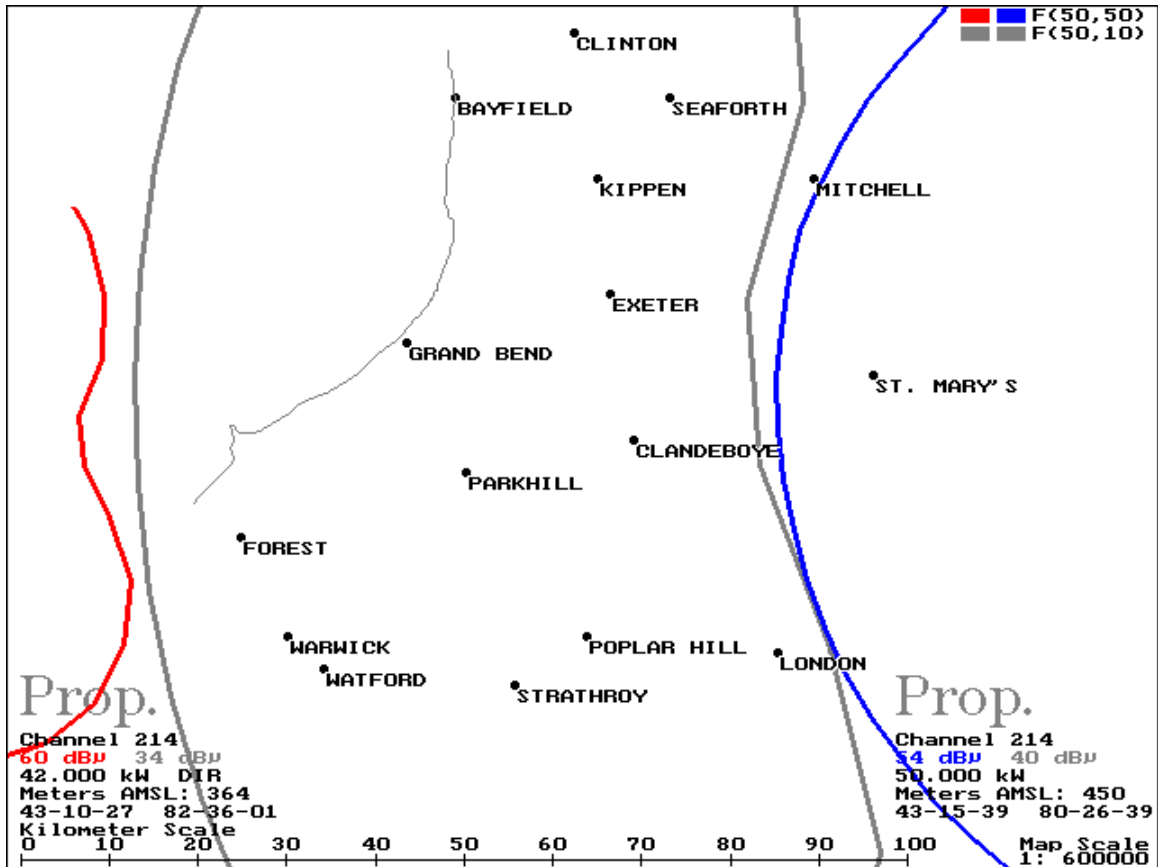 F(50,50)
F(50,10)
CLINTON
BAYFIELD
SEAFORTH
KIPPEN
MITCHELL
EXETER
GRAND BEND
ST. MARY'S
CLANDEBOYE
PARKHILL
FOREST
WARWICK
POPLAR HILL
LONDON
WATFORD
STRATHROY
Prop.
Channel 214
60 dBµ 34 dBµ
42.000 kW DIR
Meters AMSL: 364
43-10-27 82-36-01
Kilometer Scale
Prop.
Channel 214
54 dBµ 40 dBµ
50.000 kW
Meters AMSL: 450
43-15-39 80-26-39
0 10 20 30 40 50 60 70 80 90 100
Map Scale
1: 600000